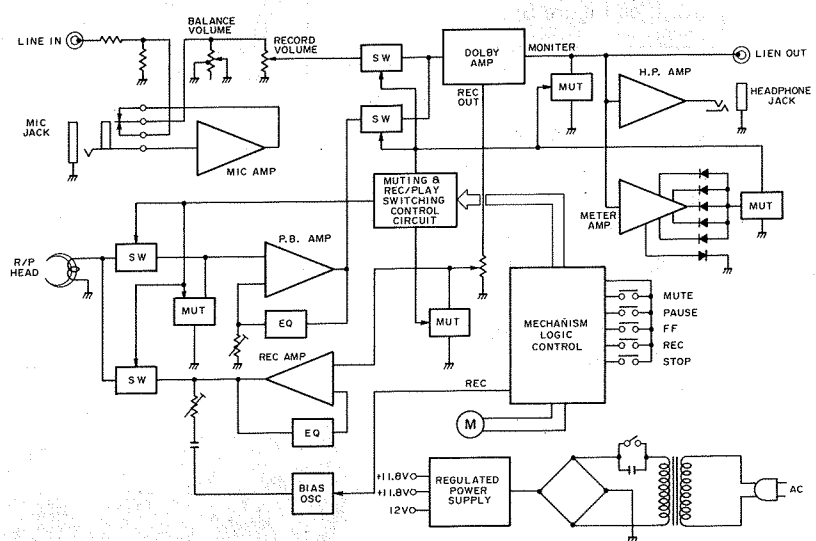 BALANCE
VOLUME
LINE IN
RECORD
VOLUME
SW
DOLBY
AMP
MONITER
LIEN OUT
REC
OUT
MUT
H.P. AMP
HEADPHONE
JACK
MIC
JACK
SW
MIC AMP
MUTING &
REC/PLAY
SWITCHING
CONTROL
CIRCUIT
METER
AMP
MUT
R/P
HEAD
SW
P.B. AMP
MUT
EQ
MUT
MECHANISM
LOGIC
CONTROL
MUTE
PAUSE
FF
REC
STOP
SW
REC AMP
REC
EQ
M
BIAS
OSC
+11.8V
+11.8V
12V
REGULATED
POWER
SUPPLY
AC